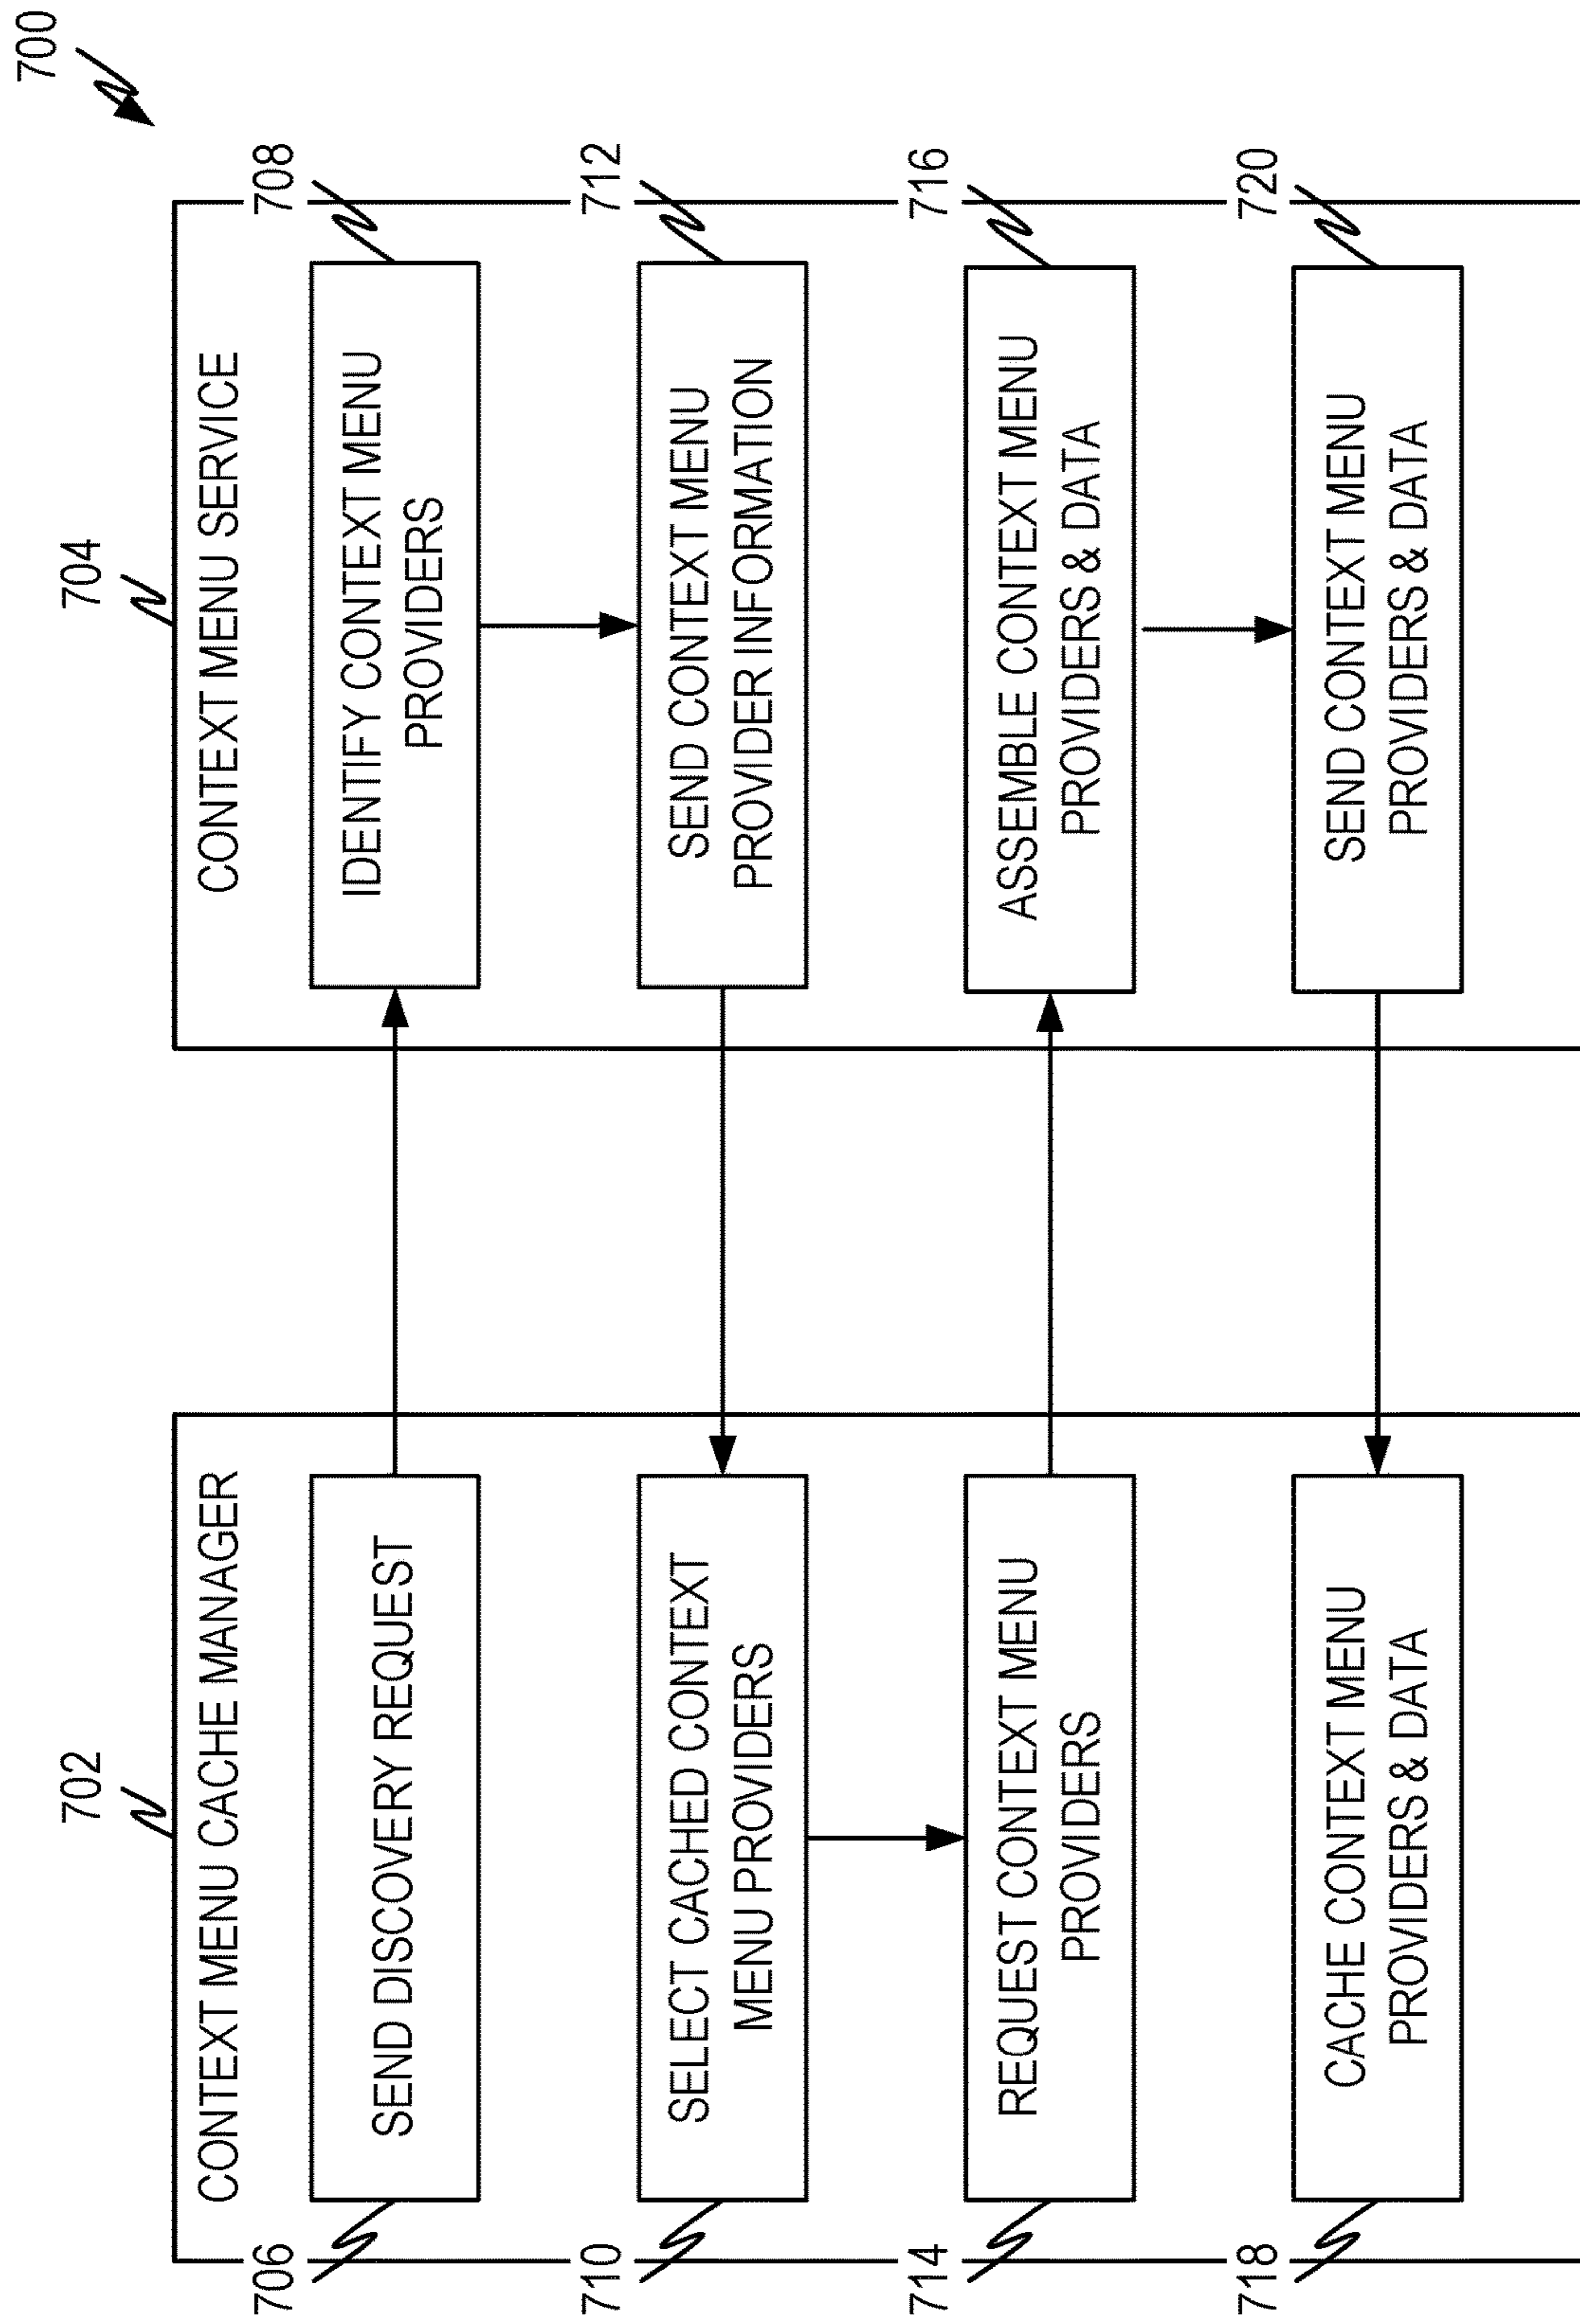 700
702
704
CONTEXT MENU CACHE MANAGER
CONTEXT MENU SERVICE
706
SEND DISCOVERY REQUEST
708
IDENTIFY CONTEXT MENU
PROVIDERS
710
SELECT CACHED CONTEXT
MENU PROVIDERS
712
SEND CONTEXT MENU
PROVIDER INFORMATION
714
REQUEST CONTEXT MENU
PROVIDERS
716
ASSEMBLE CONTEXT MENU
PROVIDERS & DATA
718
CACHE CONTEXT MENU
PROVIDERS & DATA
720
SEND CONTEXT MENU
PROVIDERS & DATA